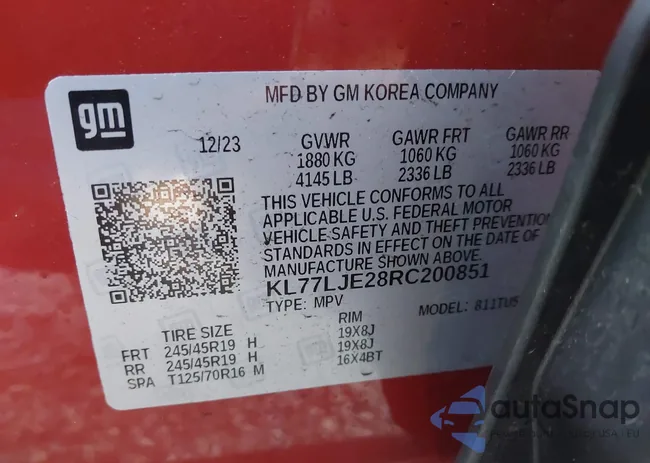 gm
MFD BY GM KOREA COMPANY
12/23
GVWR GAWR FRT GAWR RR
1880 KG 1060 KG 1060 KG
4145 LB 2336 LB 2336 LB
THIS VEHICLE CONFORMS TO ALL
APPLICABLE U.S. FEDERAL MOTOR
VEHICLE SAFETY AND THEFT PREVENTION
STANDARDS IN EFFECT ON THE DATE OF
MANUFACTURE SHOWN ABOVE.
KL77LJE28RC200851
TYPE: MPV
TIRE SIZE RIM
FRT 245/45R19 H 19X8J
RR 245/45R19 H 19X8J
SPA T125/70R16 M 16X4BT
autaSnap